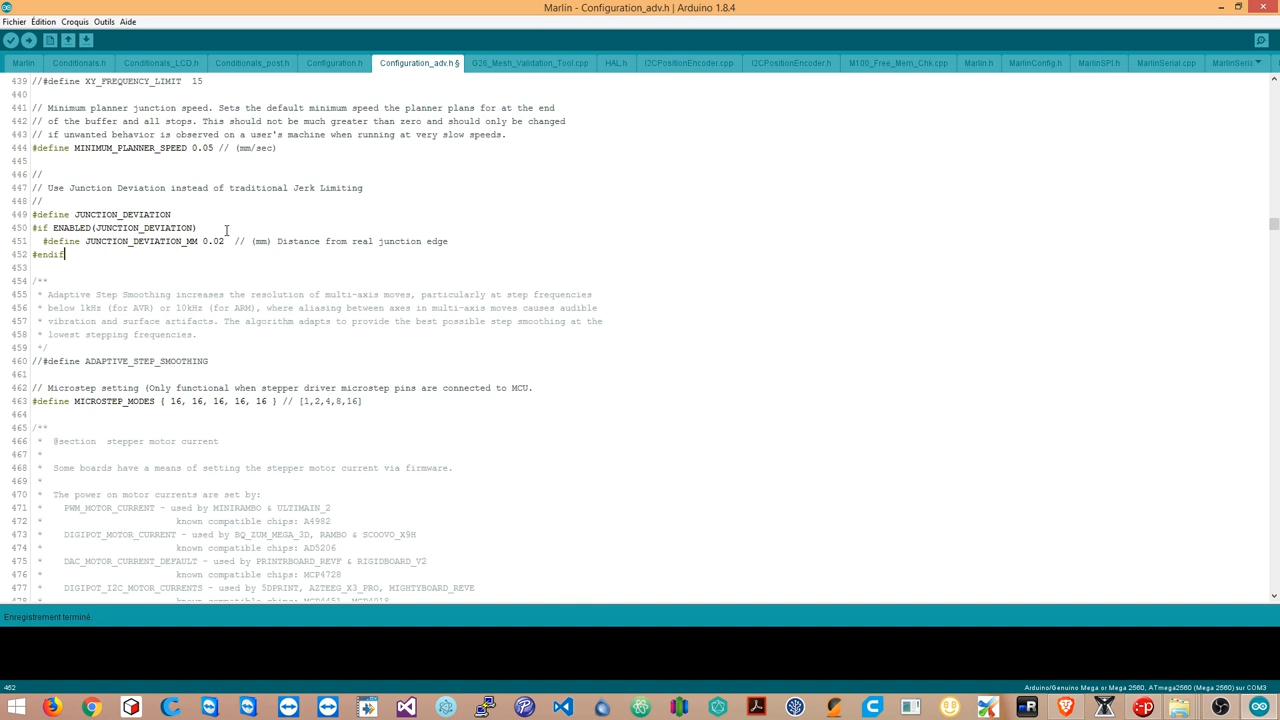 Marlin - Configuration_adv.h | Arduino 1.8.4
Fichier Édition Croquis Outils Aide
Marlin Conditionals.h Conditionals_LCD.h Conditionals_post.h Configuration.h Configuration_adv.h § G26_Mesh_Validation_Tool.cpp HAL.h I2CPositionEncoder.cpp I2CPositionEncoder.h M100_Free_Mem_Chk.cpp Marlin.h MarlinConfig.h MarlinSPI.h MarlinSerial.cpp MarlinSeria
439 //#define XY_FREQUENCY_LIMIT  15
440
441 // Minimum planner junction speed. Sets the default minimum speed the planner plans for at the end
442 // of the buffer and all stops. This should not be much greater than zero and should only be changed
443 // if unwanted behavior is observed on a user's machine when running at very slow speeds.
444 #define MINIMUM_PLANNER_SPEED 0.05 // (mm/sec)
445
446 //
447 // Use Junction Deviation instead of traditional Jerk Limiting
448 //
449 #define JUNCTION_DEVIATION
450 #if ENABLED(JUNCTION_DEVIATION)
451   #define JUNCTION_DEVIATION_MM 0.02  // (mm) Distance from real junction edge
452 #endif
453
454 /**
455  * Adaptive Step Smoothing increases the resolution of multi-axis moves, particularly at step frequencies
456  * below 1kHz (for AVR) or 10kHz (for ARM), where aliasing between axes in multi-axis moves causes audible
457  * vibration and surface artifacts. The algorithm adapts to provide the best possible step smoothing at the
458  * lowest stepping frequencies.
459  */
460 //#define ADAPTIVE_STEP_SMOOTHING
461
462 // Microstep setting (Only functional when stepper driver microstep pins are connected to MCU.
463 #define MICROSTEP_MODES { 16, 16, 16, 16, 16 } // [1,2,4,8,16]
464
465 /**
466  *  @section  stepper motor current
467  *
468  *  Some boards have a means of setting the stepper motor current via firmware.
469  *
470  *  The power on motor currents are set by:
471  *    PWM_MOTOR_CURRENT - used by MINIRAMBO & ULTIMAIN_2
472  *                         known compatible chips: A4982
473  *    DIGIPOT_MOTOR_CURRENT - used by BQ_ZUM_MEGA_3D, RAMBO & SCOOVO_X9H
474  *                         known compatible chips: AD5206
475  *    DAC_MOTOR_CURRENT_DEFAULT - used by PRINTRBOARD_REVF & RIGIDBOARD_V2
476  *                         known compatible chips: MCP4728
477  *    DIGIPOT_I2C_MOTOR_CURRENTS - used by 5DPRINT, AZTEEG_X3_PRO, MIGHTYBOARD_REVE
478  *                         known compatible chips: MCP4451, MCP4018
Enregistrement terminé.
462
Arduino/Genuino Mega or Mega 2560, ATmega2560 (Mega 2560) sur COM3